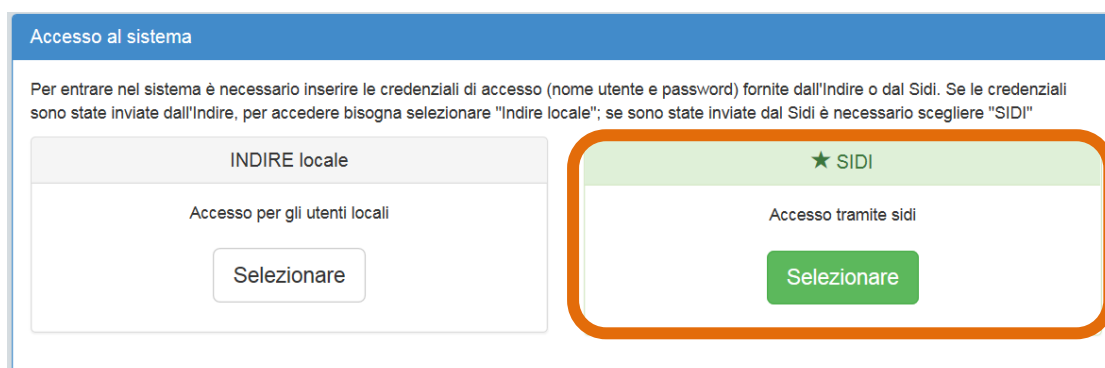 Accesso al sistema
Per entrare nel sistema è necessario inserire le credenziali di accesso (nome utente e password) fornite dall'Indire o dal Sidi. Se le credenziali
sono state inviate dall'Indire, per accedere bisogna selezionare "Indire locale"; se sono state inviate dal Sidi è necessario scegliere "SIDI"
INDIRE locale
Accesso per gli utenti locali
Selezionare
★ SIDI
Accesso tramite sidi
Selezionare